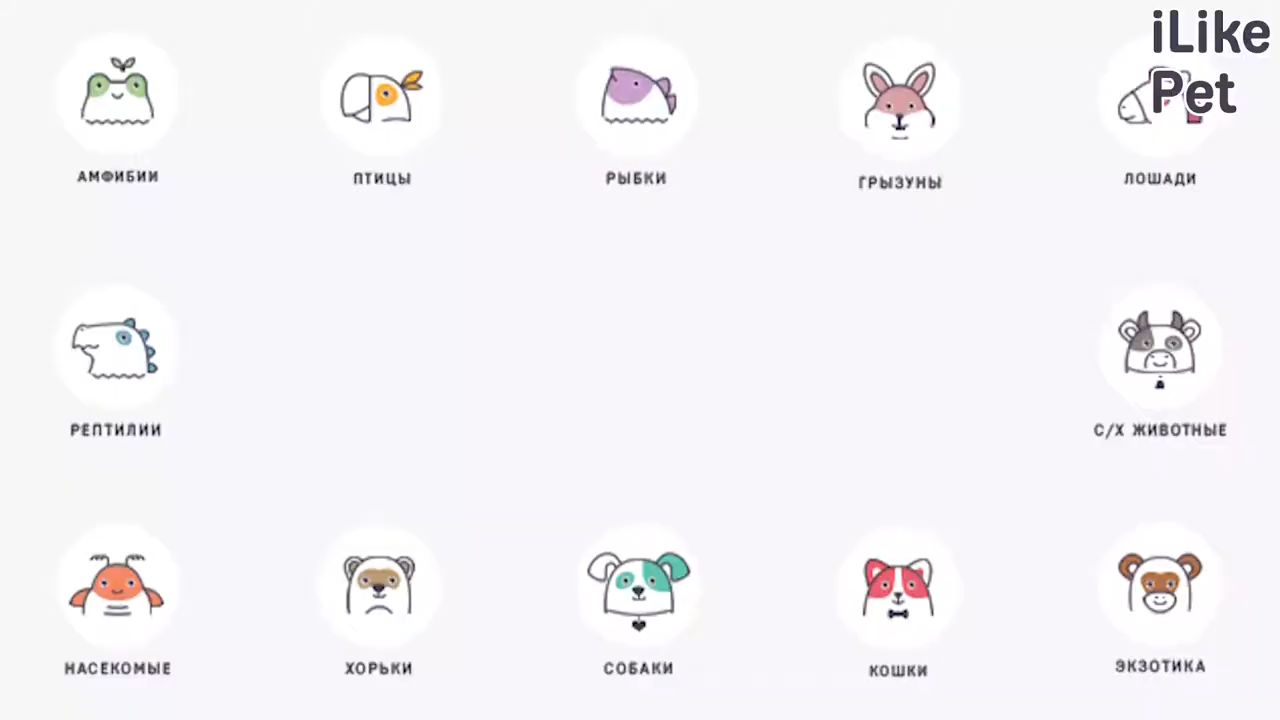 iLike
Pet
АМФИБИИ
ПТИЦЫ
РЫБКИ
ГРЫЗУНЫ
ЛОШАДИ
РЕПТИЛИИ
С/Х ЖИВОТНЫЕ
НАСЕКОМЫЕ
ХОРЬКИ
СОБАКИ
КОШКИ
ЭКЗОТИКА